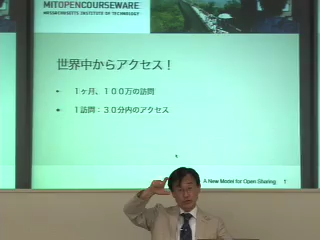 MITOPENCOURSEWARE
MASSACHUSETTS INSTITUTE OF TECHNOLOGY
世界中からアクセス！
１ヶ月、１００万の訪問
１訪問：３０分内のアクセス
A New Model for Open Sharing
7